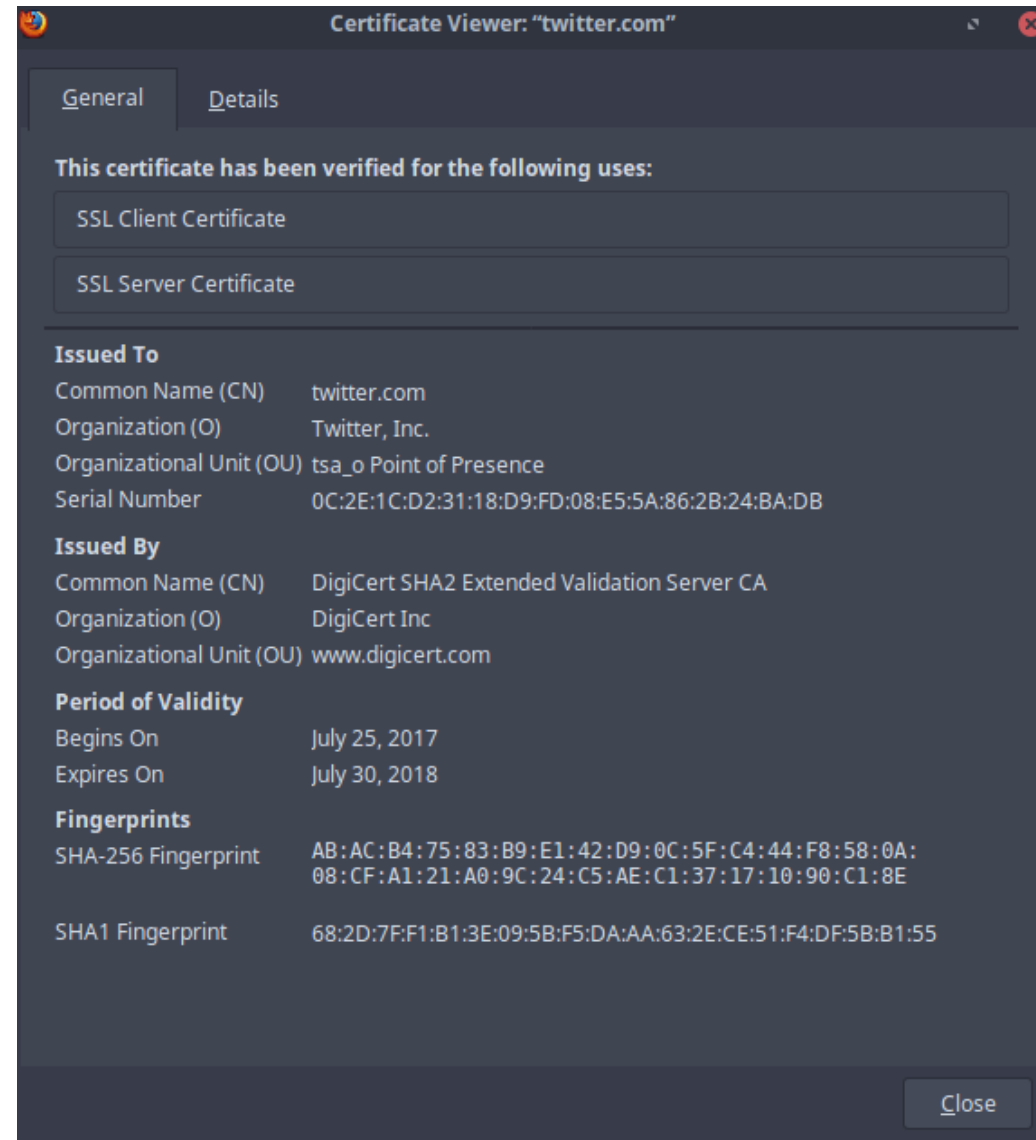 Certificate Viewer: “twitter.com”
General Details
This certificate has been verified for the following uses:
SSL Client Certificate
SSL Server Certificate
Issued To
Common Name (CN) twitter.com
Organization (O) Twitter, Inc.
Organizational Unit (OU) tsa_o Point of Presence
Serial Number 0C:2E:1C:D2:31:18:D9:FD:08:E5:5A:86:2B:24:BA:DB
Issued By
Common Name (CN) DigiCert SHA2 Extended Validation Server CA
Organization (O) DigiCert Inc
Organizational Unit (OU) www.digicert.com
Period of Validity
Begins On July 25, 2017
Expires On July 30, 2018
Fingerprints
SHA-256 Fingerprint AB:AC:B4:75:83:B9:E1:42:D9:0C:5F:C4:44:F8:58:0A:
08:CF:A1:21:A0:9C:24:C5:AE:C1:37:17:10:90:C1:8E
SHA1 Fingerprint 68:2D:7F:F1:B1:3E:09:5B:F5:DA:AA:63:2E:CE:51:F4:DF:5B:B1:55
Close